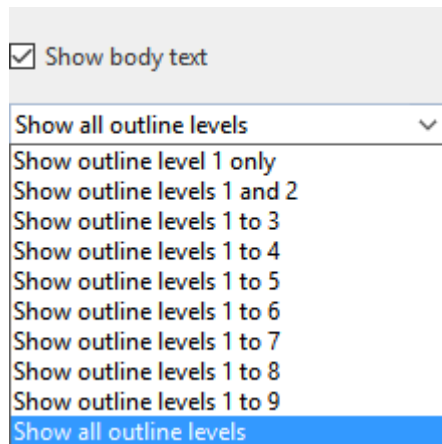 Show body text
Show all outline levels
Show outline level 1 only
Show outline levels 1 and 2
Show outline levels 1 to 3
Show outline levels 1 to 4
Show outline levels 1 to 5
Show outline levels 1 to 6
Show outline levels 1 to 7
Show outline levels 1 to 8
Show outline levels 1 to 9
Show all outline levels